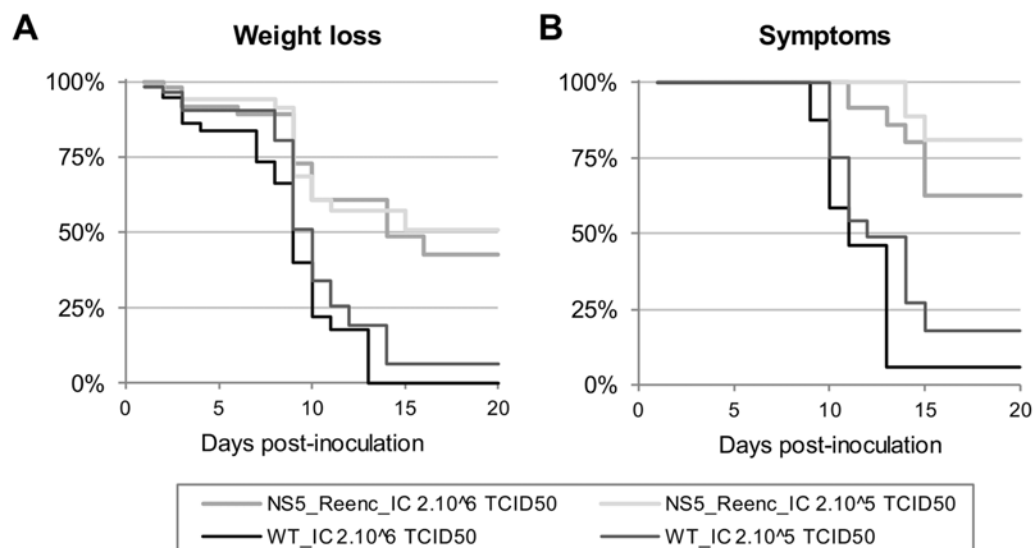 A
Weight loss
100%
75%
50%
25%
0%
0 5 10 15 20
Days post-inoculation
B
Symptoms
100%
75%
50%
25%
0%
0 5 10 15 20
Days post-inoculation
NS5_Reenc_IC 2.10^6 TCID50 NS5_Reenc_IC 2.10^5 TCID50
WT_IC 2.10^6 TCID50 WT_IC 2.10^5 TCID50